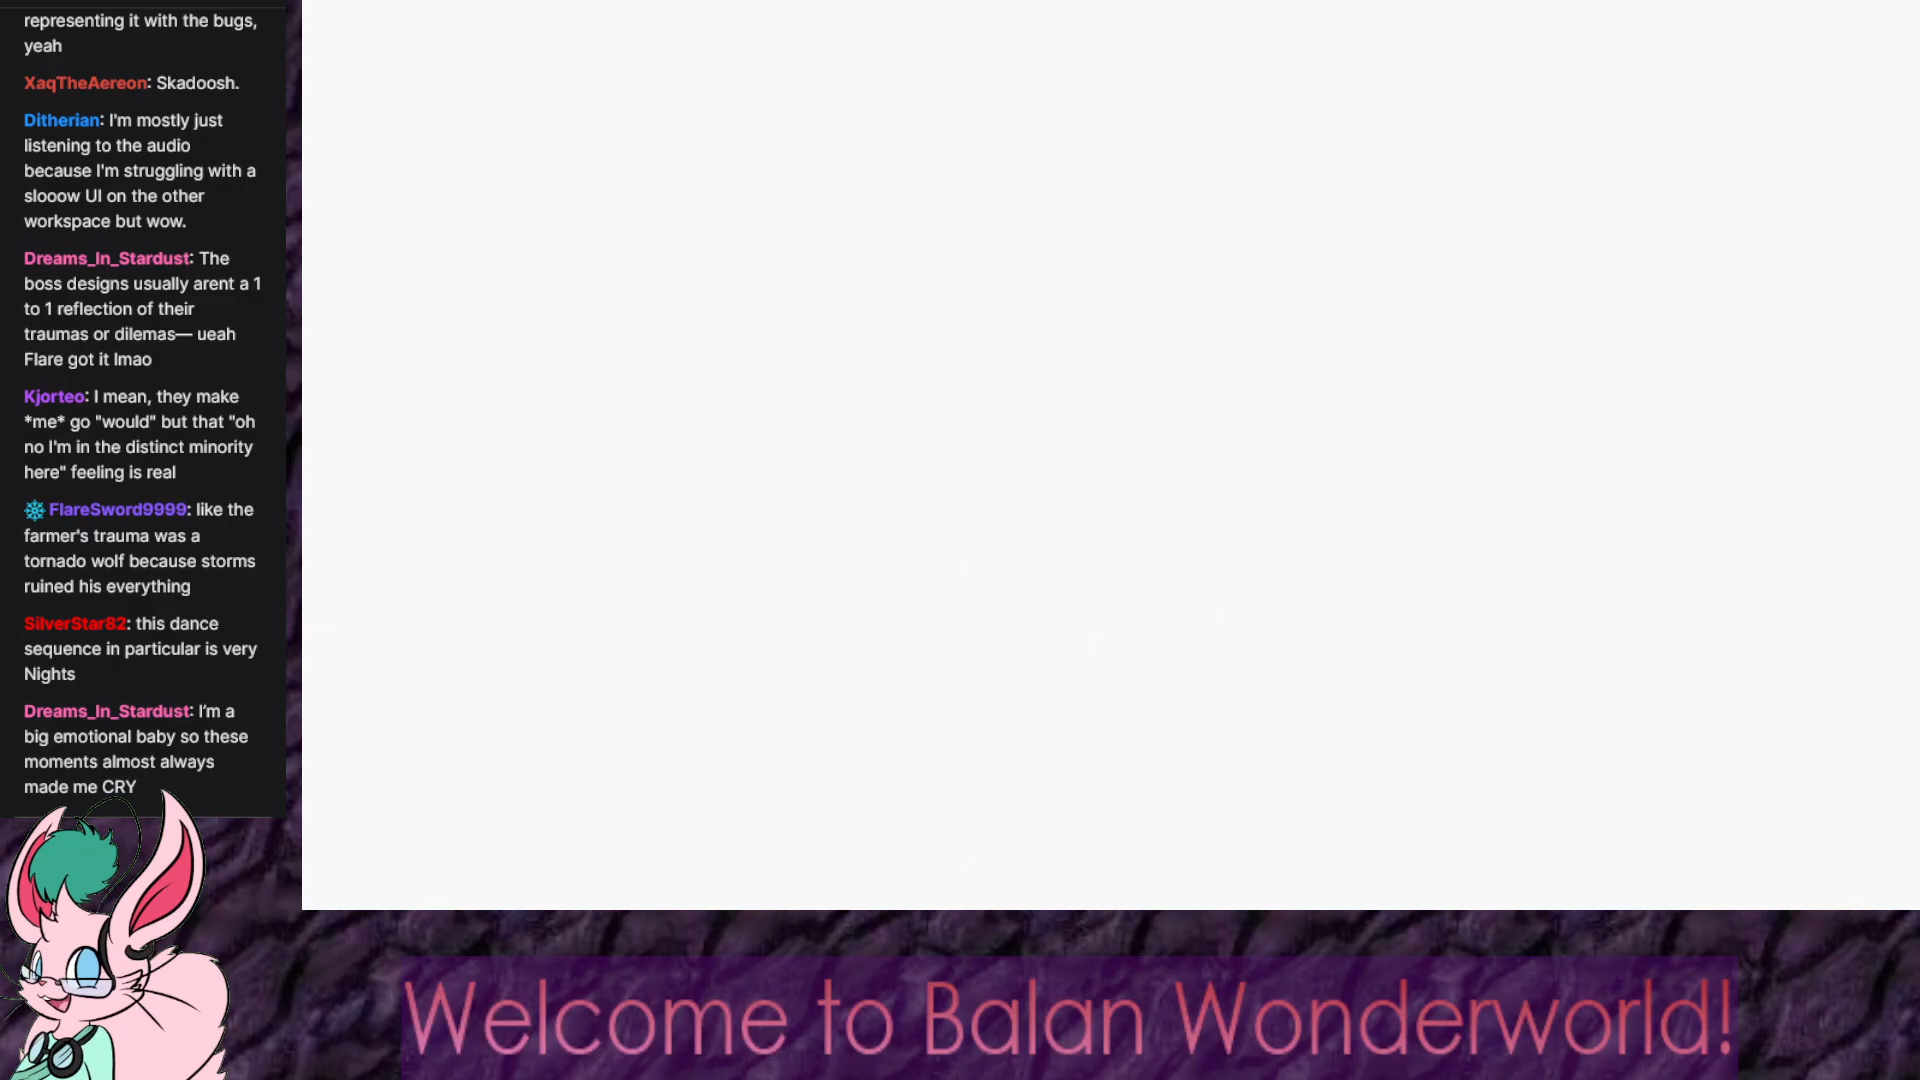 representing it with the bugs,
yeah
XaqTheAereon: Skadoosh.
Ditherian: I'm mostly just
listening to the audio
because I'm struggling with a
slooow UI on the other
workspace but wow.
Dreams_In_Stardust: The
boss designs usually arent a 1
to 1 reflection of their
traumas or dilemas— ueah
Flare got it lmao
Kjorteo: I mean, they make
*me* go "would" but that "oh
no I'm in the distinct minority
here" feeling is real
FlareSword9999: like the
farmer's trauma was a
tornado wolf because storms
ruined his everything
SilverStar82: this dance
sequence in particular is very
Nights
Dreams_In_Stardust: I'm a
big emotional baby so these
moments almost always
made me CRY
Welcome to Balan Wonderworld!